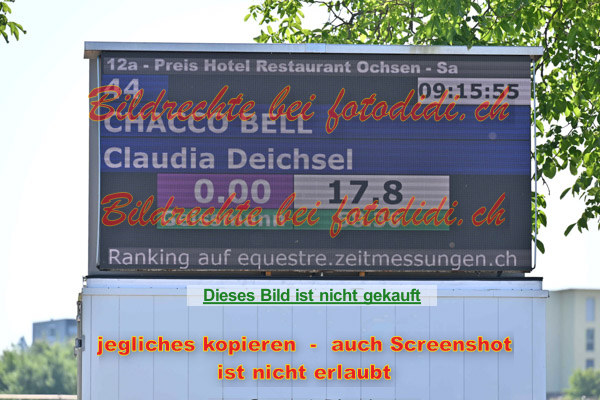 12a - Preis Hotel Restaurant Ochsen - Sa
44
09:15:55
Bildrechte bei fotodidi.ch
CHACCO BELL
Claudia Deichsel
0.00 17.8
Bildrechte bei fotodidi.ch
Ranking auf equestre.zeitmessungen.ch
Dieses Bild ist nicht gekauft
jegliches kopieren - auch Screenshot
ist nicht erlaubt